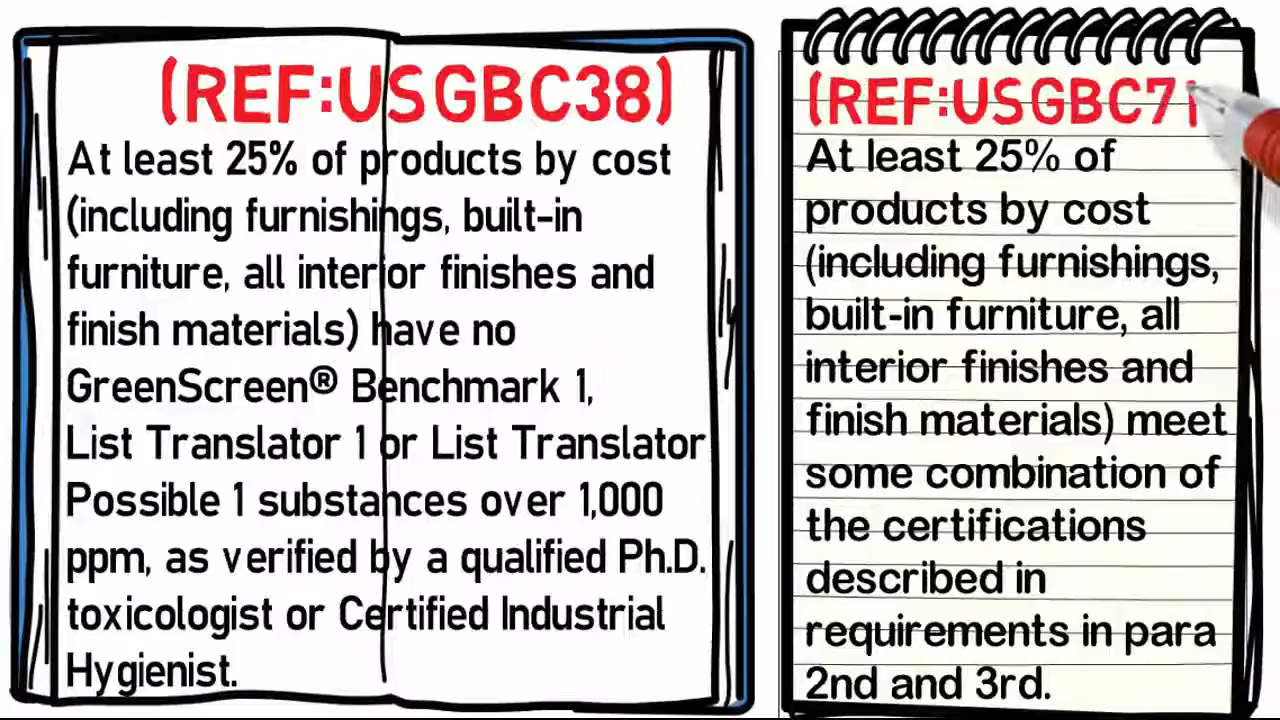 (REF:USGBC38)
At least 25% of products by cost
(including furnishings, built-in
furniture, all interior finishes and
finish materials) have no
GreenScreen® Benchmark 1,
List Translator 1 or List Translator
Possible 1 substances over 1,000
ppm, as verified by a qualified Ph.D.
toxicologist or Certified Industrial
Hygienist.
(REF:USGBC71
At least 25% of
products by cost
(including furnishings,
built-in furniture, all
interior finishes and
finish materials) meet
some combination of
the certifications
described in
requirements in para
2nd and 3rd.